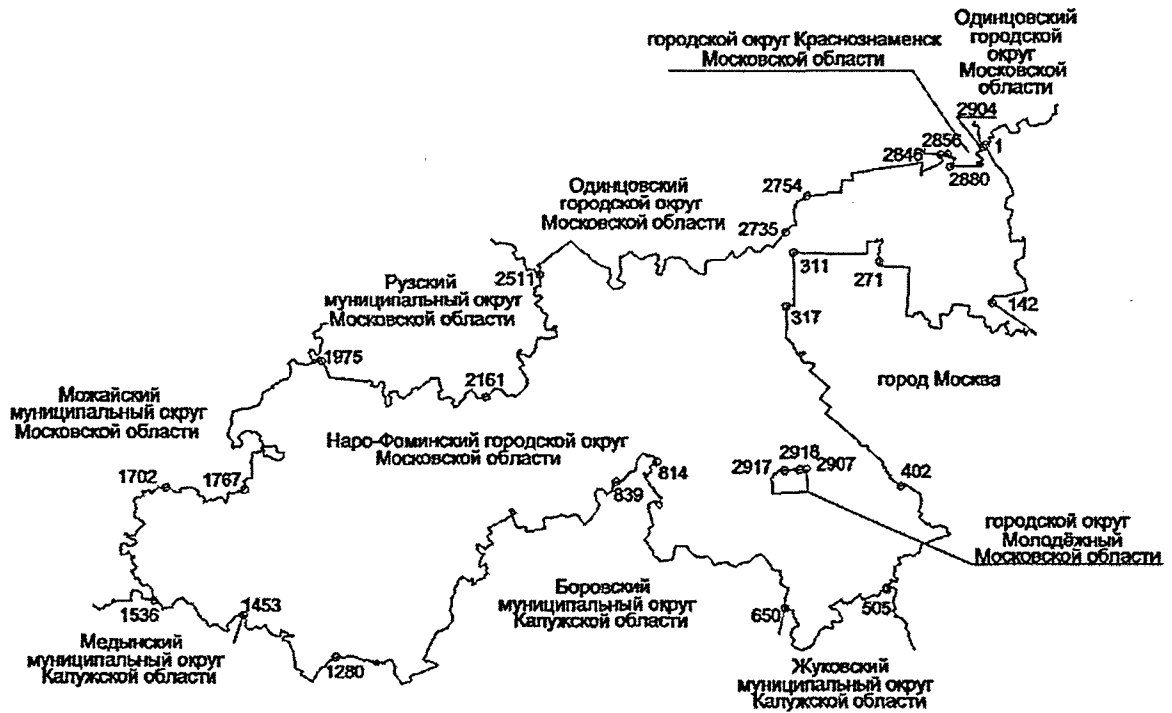 Одинцовский
городской
округ
Московской
области
городской округ Краснознаменск
Московской области
2904
1
2856
2846
2880
Одинцовский
городской округ
Московской области
2754
2735
311
271
2511
Рузский
муниципальный округ
Московской области
142
317
1975
2161
город Москва
Можайский
муниципальный округ
Московской области
Наро-Фоминский городской округ
Московской области
1702
1767
2918
2917
2907
814
839
402
городской округ
Молодёжный
Московской области
Боровский
муниципальный округ
Калужской области
1536
1453
650
505
Медынский
муниципальный округ
Калужской области
1280
Жуковский
муниципальный округ
Калужской области